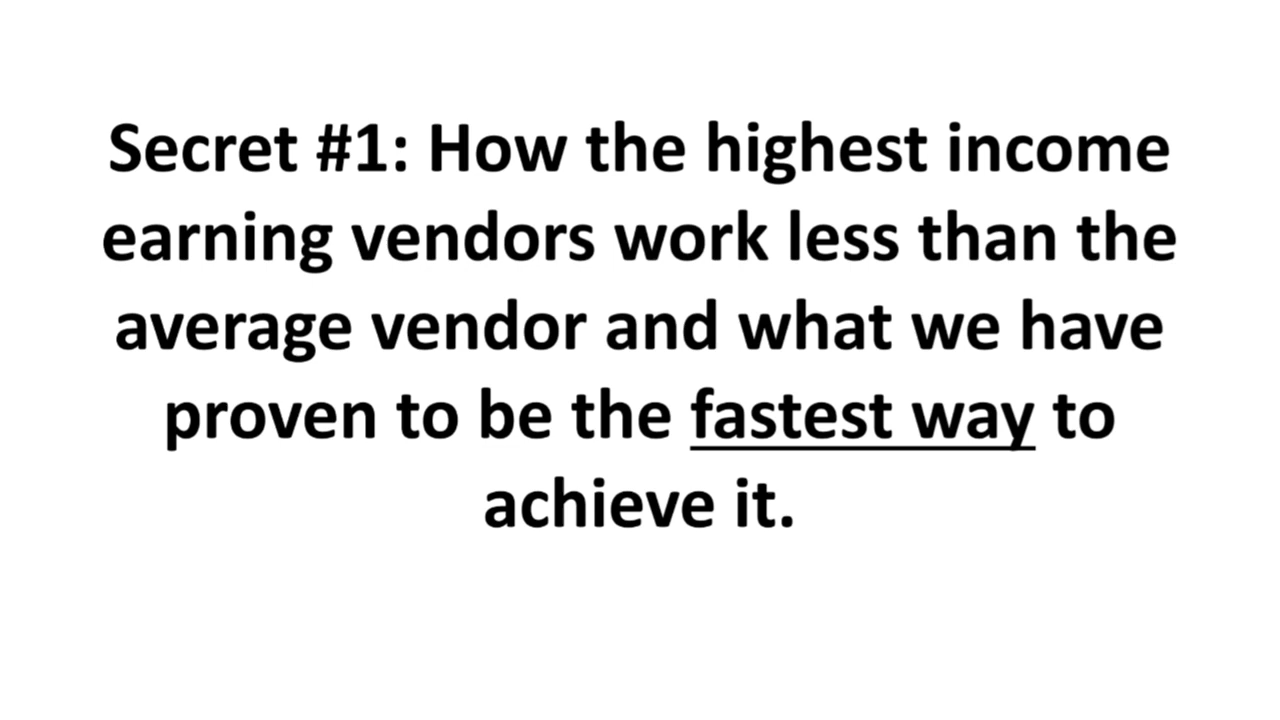 Secret #1: How the highest income
earning vendors work less than the
average vendor and what we have
proven to be the fastest way to
achieve it.